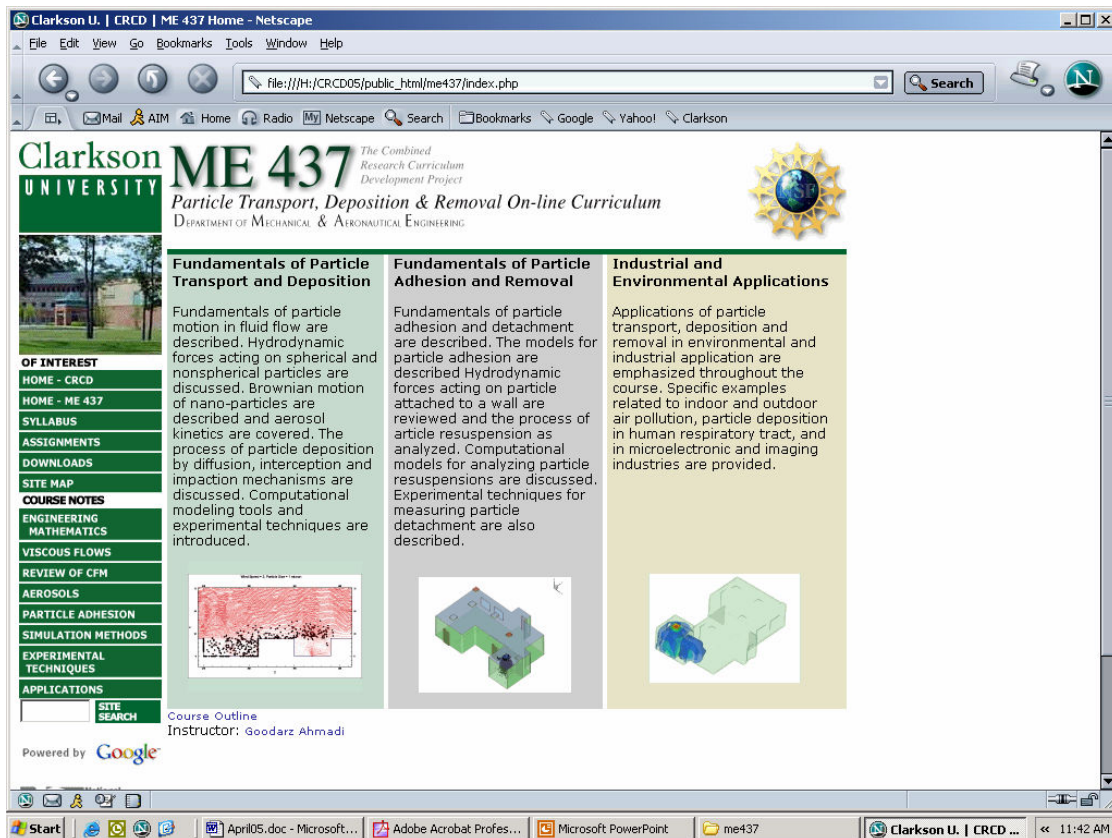 Clarkson U. | CRCD | ME 437 Home - Netscape
File Edit View Go Bookmarks Tools Window Help
file:///H:/CRCD05/public_html/me437/index.php
Search
Mail AIM Home Radio My Netscape Search Bookmarks Google Yahoo! Clarkson
Clarkson
UNIVERSITY
ME 437
The Combined
Research Curriculum
Development Project
Particle Transport, Deposition & Removal On-line Curriculum
Department of Mechanical & Aeronautical Engineering
NSF
OF INTEREST
HOME - CRCD
HOME - ME 437
SYLLABUS
ASSIGNMENTS
DOWNLOADS
SITE MAP
COURSE NOTES
ENGINEERING
MATHEMATICS
VISCOUS FLOWS
REVIEW OF CFM
AEROSOLS
PARTICLE ADHESION
SIMULATION METHODS
EXPERIMENTAL
TECHNIQUES
APPLICATIONS
SITE
SEARCH
Powered by Google
Fundamentals of Particle
Transport and Deposition
Fundamentals of particle
motion in fluid flow are
described. Hydrodynamic
forces acting on spherical and
nonspherical particles are
discussed. Brownian motion
of nano-particles are
described and aerosol
kinetics are covered. The
process of particle deposition
by diffusion, interception and
impaction mechanisms are
discussed. Computational
modeling tools and
experimental techniques are
introduced.
Fundamentals of Particle
Adhesion and Removal
Fundamentals of particle
adhesion and detachment
are described. The models for
particle adhesion are
described Hydrodynamic
forces acting on particle
attached to a wall are
reviewed and the process of
article resuspension as
analyzed. Computational
models for analyzing particle
resuspensions are discussed.
Experimental techniques for
measuring particle
detachment are also
described.
Industrial and
Environmental Applications
Applications of particle
transport, deposition and
removal in environmental and
industrial application are
emphasized throughout the
course. Specific examples
related to indoor and outdoor
air pollution, particle deposition
in human respiratory tract, and
in microelectronic and imaging
industries are provided.
Course Outline
Instructor: Goodarz Ahmadi
Start
April05.doc - Microsoft...
Adobe Acrobat Profes...
Microsoft PowerPoint
me437
Clarkson U. | CRCD ...
« 11:42 AM